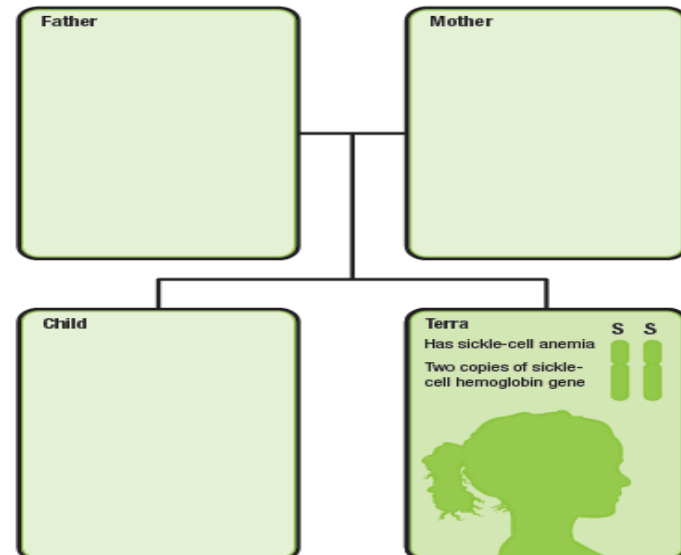 Father
Mother
Child
Terra
S S
Has sickle-cell anemia
Two copies of sickle-
cell hemoglobin gene